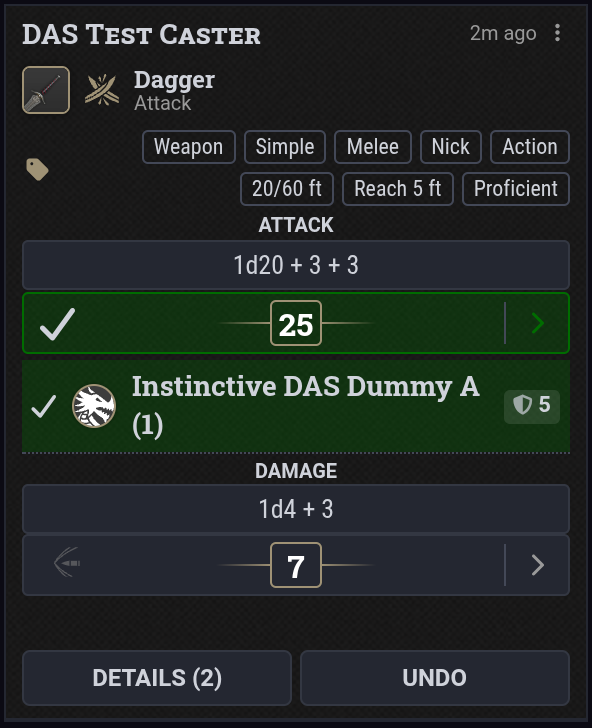 DAS Test Caster
2m ago
Dagger
Attack
Weapon Simple Melee Nick Action
20/60 ft Reach 5 ft Proficient
ATTACK
1d20 + 3 + 3
25
Instinctive DAS Dummy A
(1)
5
DAMAGE
1d4 + 3
7
DETAILS (2)
UNDO